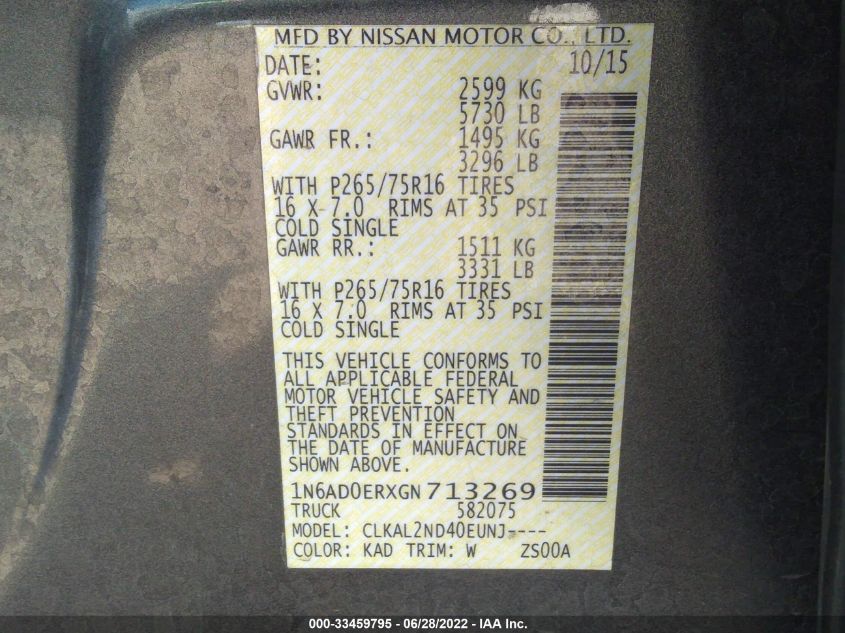 MFD BY NISSAN MOTOR CO., LTD.
DATE: 10/15
GVWR: 2599 KG
5730 LB
GAWR FR.: 1495 KG
3296 LB
WITH P265/75R16 TIRES
16 X 7.0 RIMS AT 35 PSI
COLD SINGLE
GAWR RR.: 1511 KG
3331 LB
WITH P265/75R16 TIRES
16 X 7.0 RIMS AT 35 PSI
COLD SINGLE
THIS VEHICLE CONFORMS TO
ALL APPLICABLE FEDERAL
MOTOR VEHICLE SAFETY AND
THEFT PREVENTION
STANDARDS IN EFFECT ON
THE DATE OF MANUFACTURE
SHOWN ABOVE.
1N6AD0ERXGN713269
TRUCK 582075
MODEL: CLKAL2ND40EUNJ----
COLOR: KAD TRIM: W ZS00A
000-33459795 - 06/28/2022 - IAA Inc.